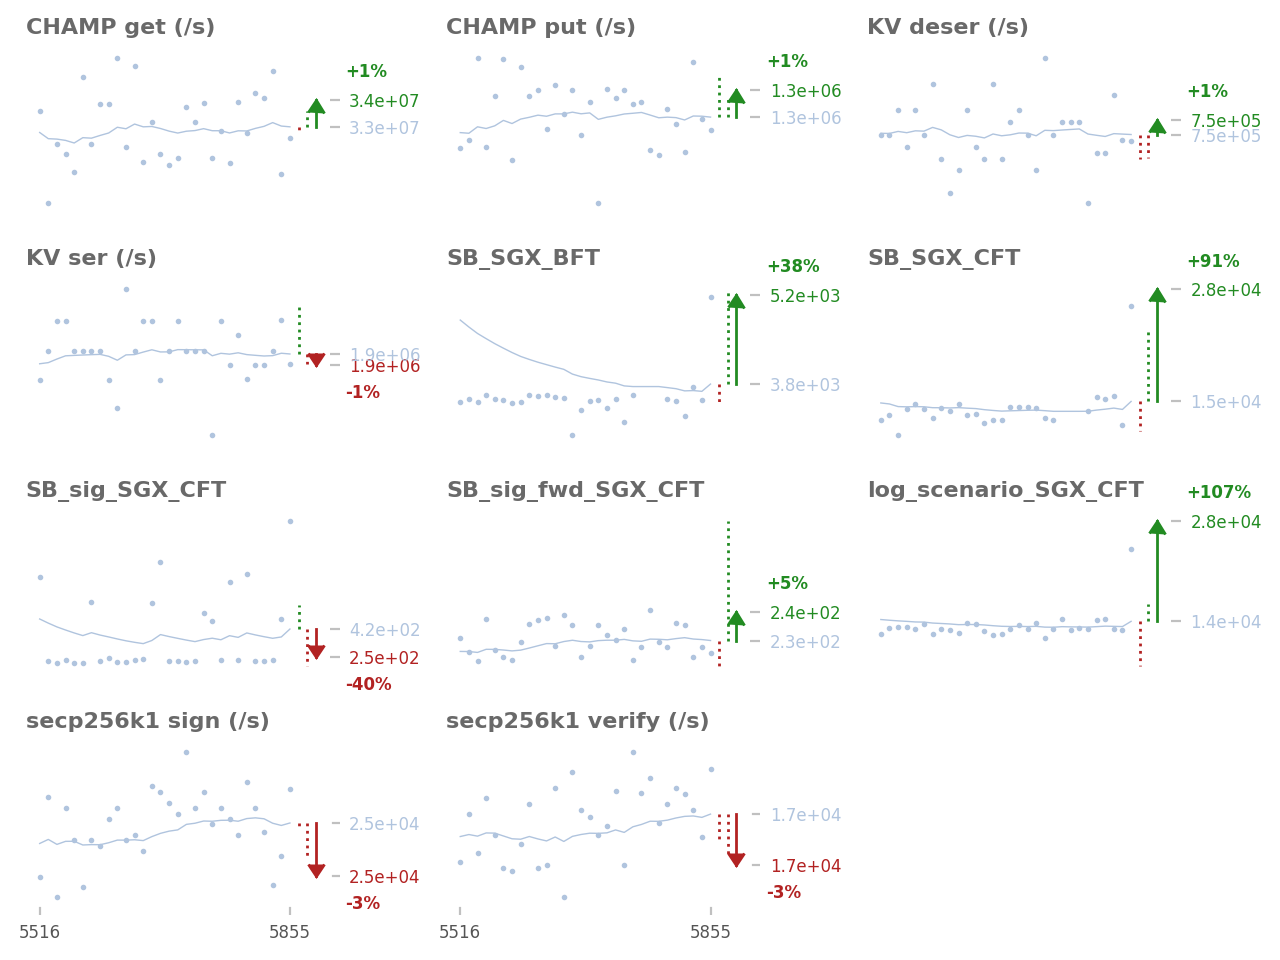 CHAMP get (/s)
+1%
3.4e+07
3.3e+07
CHAMP put (/s)
+1%
1.3e+06
1.3e+06
KV deser (/s)
+1%
7.5e+05
7.5e+05
KV ser (/s)
1.9e+06
1.9e+06
-1%
SB_SGX_BFT
+38%
5.2e+03
3.8e+03
SB_SGX_CFT
+91%
2.8e+04
1.5e+04
SB_sig_SGX_CFT
4.2e+02
2.5e+02
-40%
SB_sig_fwd_SGX_CFT
+5%
2.4e+02
2.3e+02
log_scenario_SGX_CFT
+107%
2.8e+04
1.4e+04
secp256k1 sign (/s)
2.5e+04
2.5e+04
-3%
5516
5855
secp256k1 verify (/s)
1.7e+04
1.7e+04
-3%
5516
5855